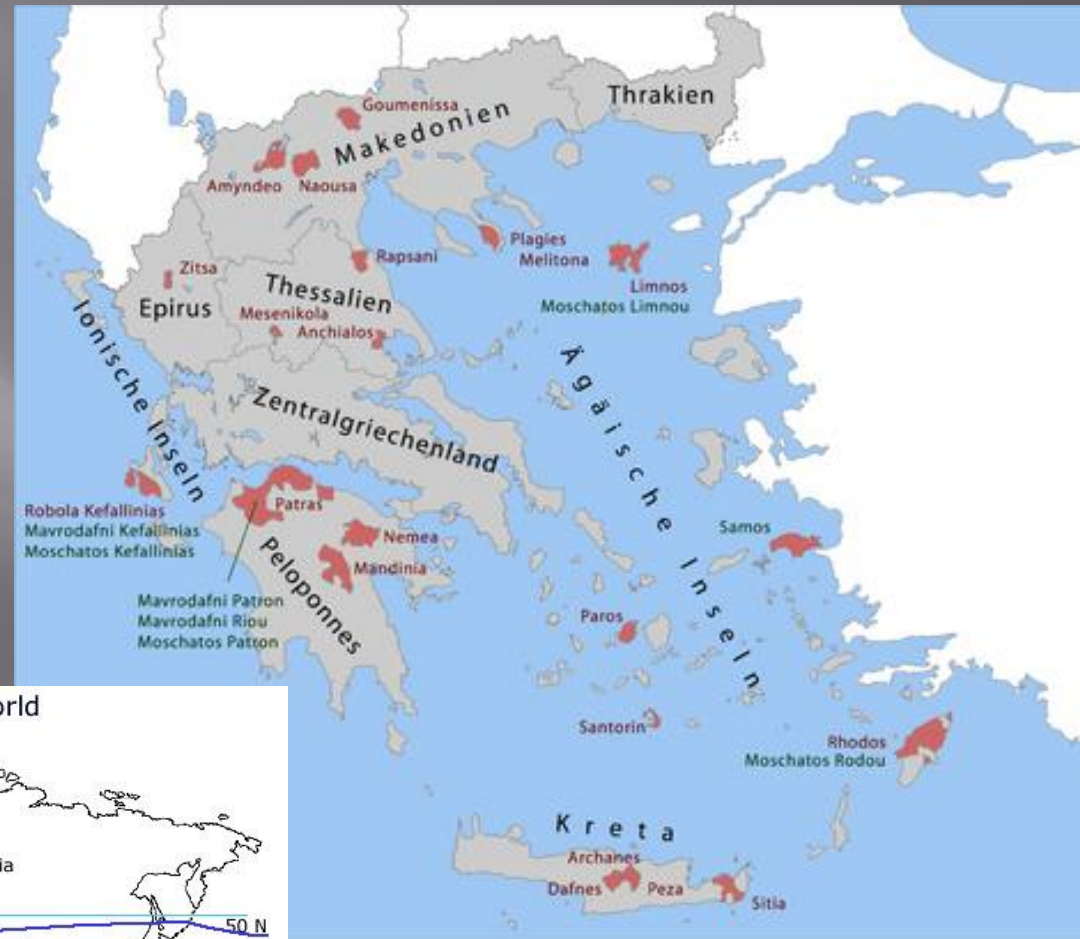 Thrakien
Goumenissa
Makedonien
Amyndeo
Naousa
Plagies
Melitona
Rapsani
Limnos
Moschatos Limnou
Zitsa
Epirus
Thessalien
Mesenikola
Anchialos
Ionische Inseln
Ägäische Inseln
Zentralgriechenland
Robola Kefallinias
Mavrodafni Kefallinias
Moschatos Kefallinias
Patras
Nemea
Mandinia
Peloponnes
Mavrodafni Patron
Mavrodafni Riou
Moschatos Patron
Samos
Paros
Santorin
Rhodos
Moschatos Rodou
Kreta
Archanes
Dafnes
Peza
Sitia
50 N